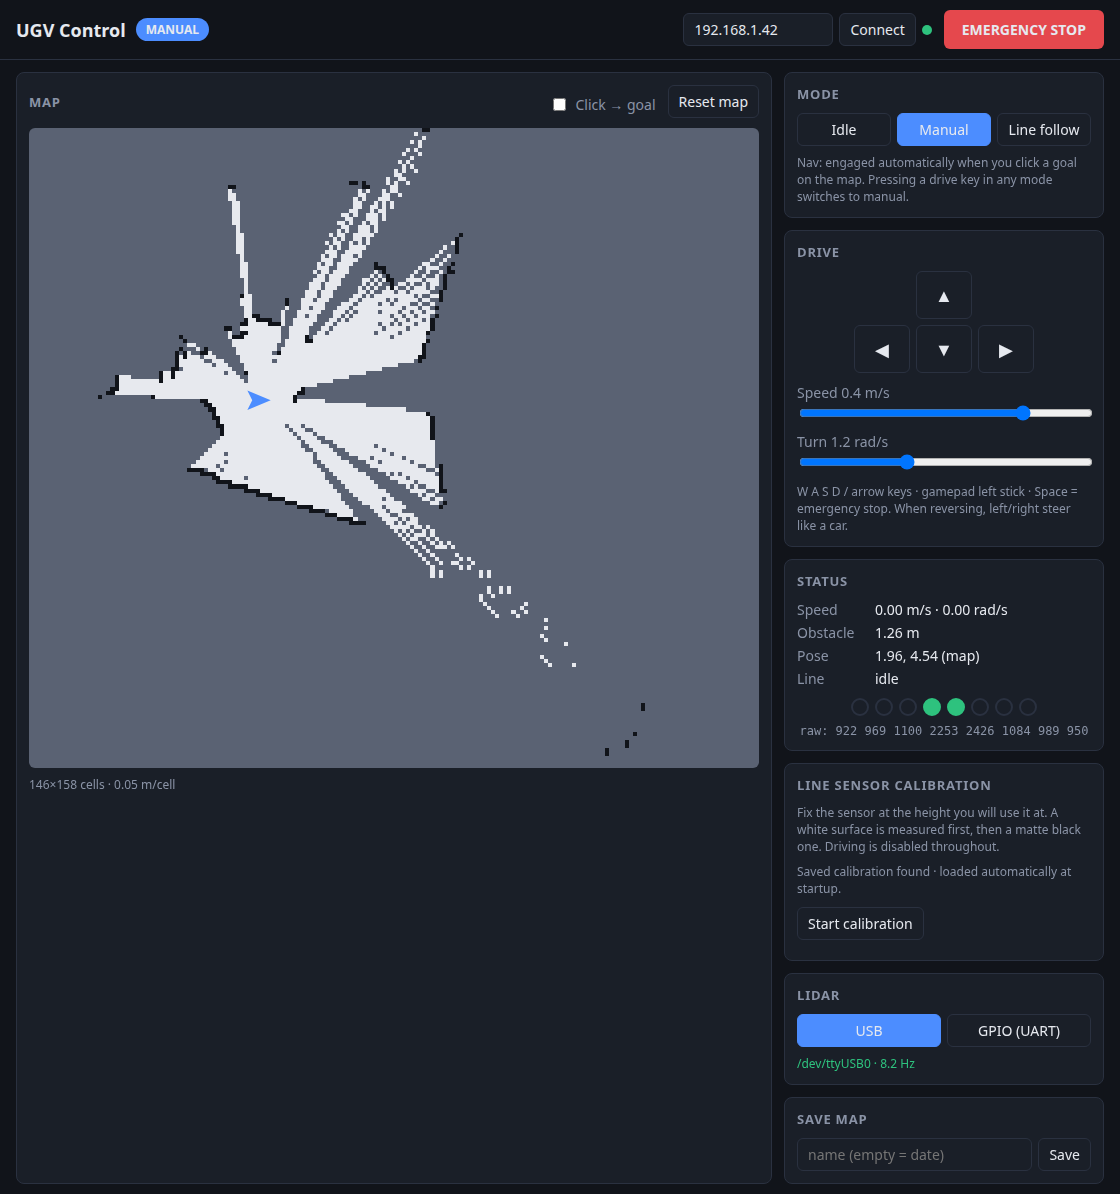 UGV Control
MANUAL
192.168.1.42
Connect
EMERGENCY STOP
MAP
Click → goal
Reset map
146×158 cells · 0.05 m/cell
MODE
Idle
Manual
Line follow
Nav: engaged automatically when you click a goal
on the map. Pressing a drive key in any mode
switches to manual.
DRIVE
▲
◀
▼
▶
Speed 0.4 m/s
Turn 1.2 rad/s
W A S D / arrow keys · gamepad left stick · Space =
emergency stop. When reversing, left/right steer
like a car.
STATUS
Speed 0.00 m/s · 0.00 rad/s
Obstacle 1.26 m
Pose 1.96, 4.54 (map)
Line idle
raw: 922 969 1100 2253 2426 1084 989 950
LINE SENSOR CALIBRATION
Fix the sensor at the height you will use it at. A
white surface is measured first, then a matte black
one. Driving is disabled throughout.
Saved calibration found · loaded automatically at
startup.
Start calibration
LIDAR
USB
GPIO (UART)
/dev/ttyUSB0 · 8.2 Hz
SAVE MAP
name (empty = date)
Save